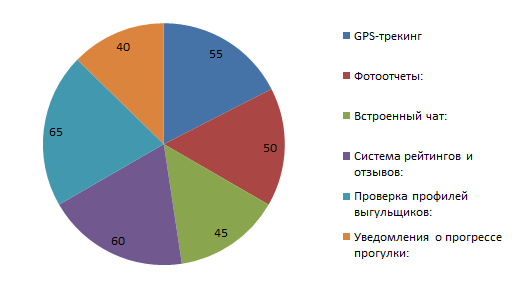 40
55
65
50
60
45
GPS-трекинг
Фотоотчеты:
Встроенный чат:
Система рейтингов и
отзывов:
Проверка профилей
выгульщиков:
Уведомления о прогрессе
прогулки: